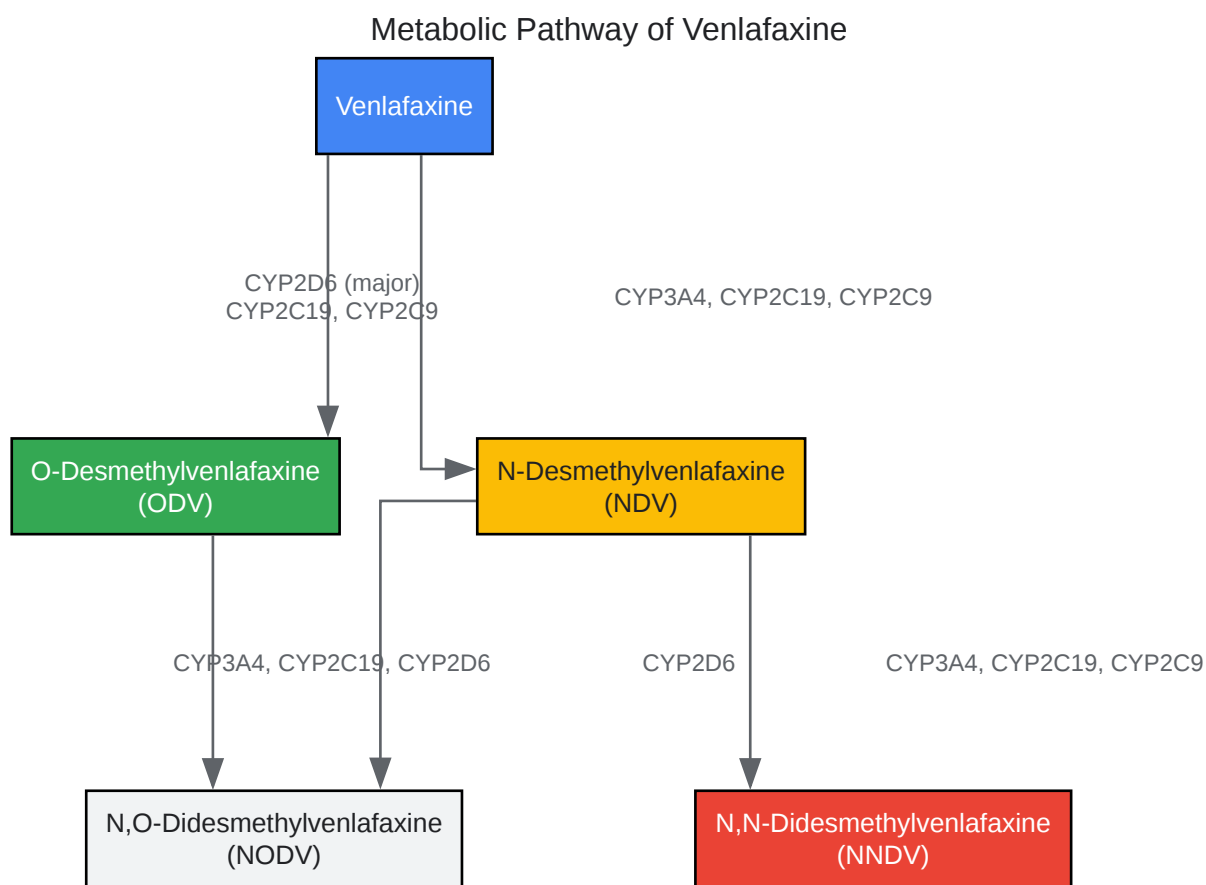 Metabolic Pathway of Venlafaxine
Venlafaxine
CYP2D6 (major)
CYP2C19, CYP2C9
CYP3A4, CYP2C19, CYP2C9
O-Desmethylvenlafaxine
(ODV)
N-Desmethylvenlafaxine
(NDV)
CYP3A4, CYP2C19, CYP2D6
CYP2D6
CYP3A4, CYP2C19, CYP2C9
N,O-Didesmethylvenlafaxine
(NODV)
N,N-Didesmethylvenlafaxine
(NNDV)